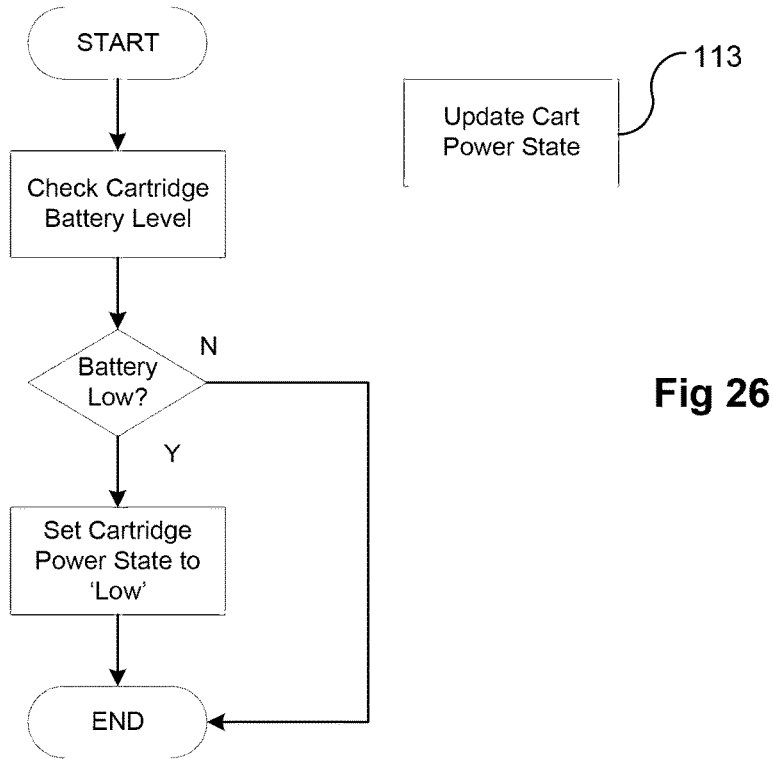 START
113
Update Cart
Power State
Check Cartridge
Battery Level
N
Battery
Low?
Fig 26
Y
Set Cartridge
Power State to
‘Low’
END